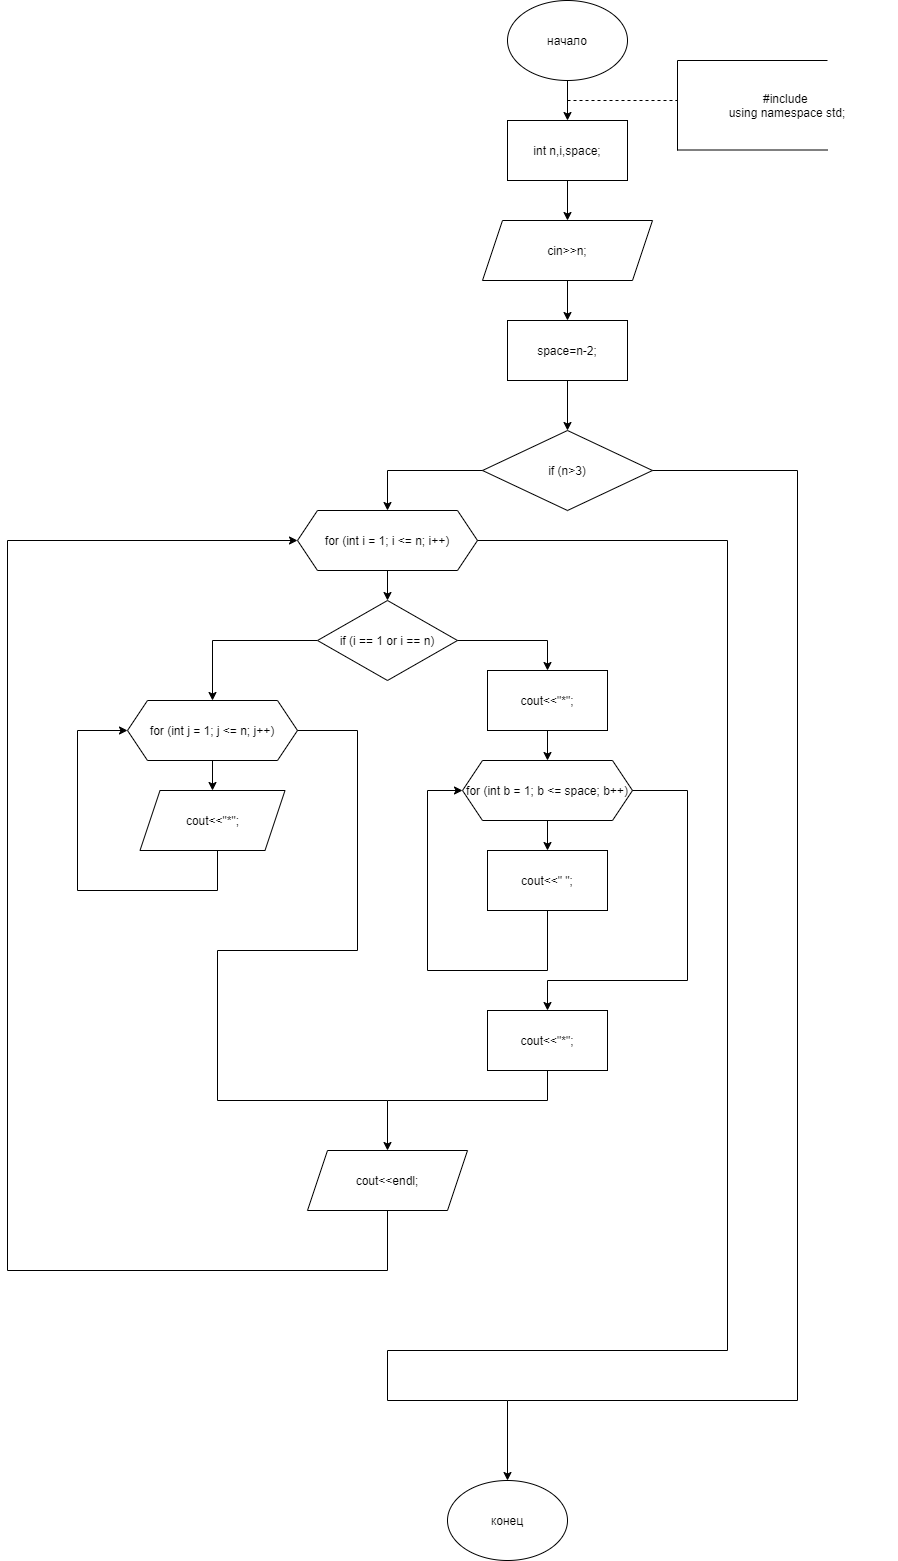 начало
#include
using namespace std;
int n,i,space;
cin>>n;
space=n-2;
if (n>3)
for (int i = 1; i <= n; i++)
if (i == 1 or i == n)
for (int j = 1; j <= n; j++)
cout<<"*";
cout<<"*";
for (int b = 1; b <= space; b++)
cout<<" ";
cout<<"*";
cout<<endl;
конец